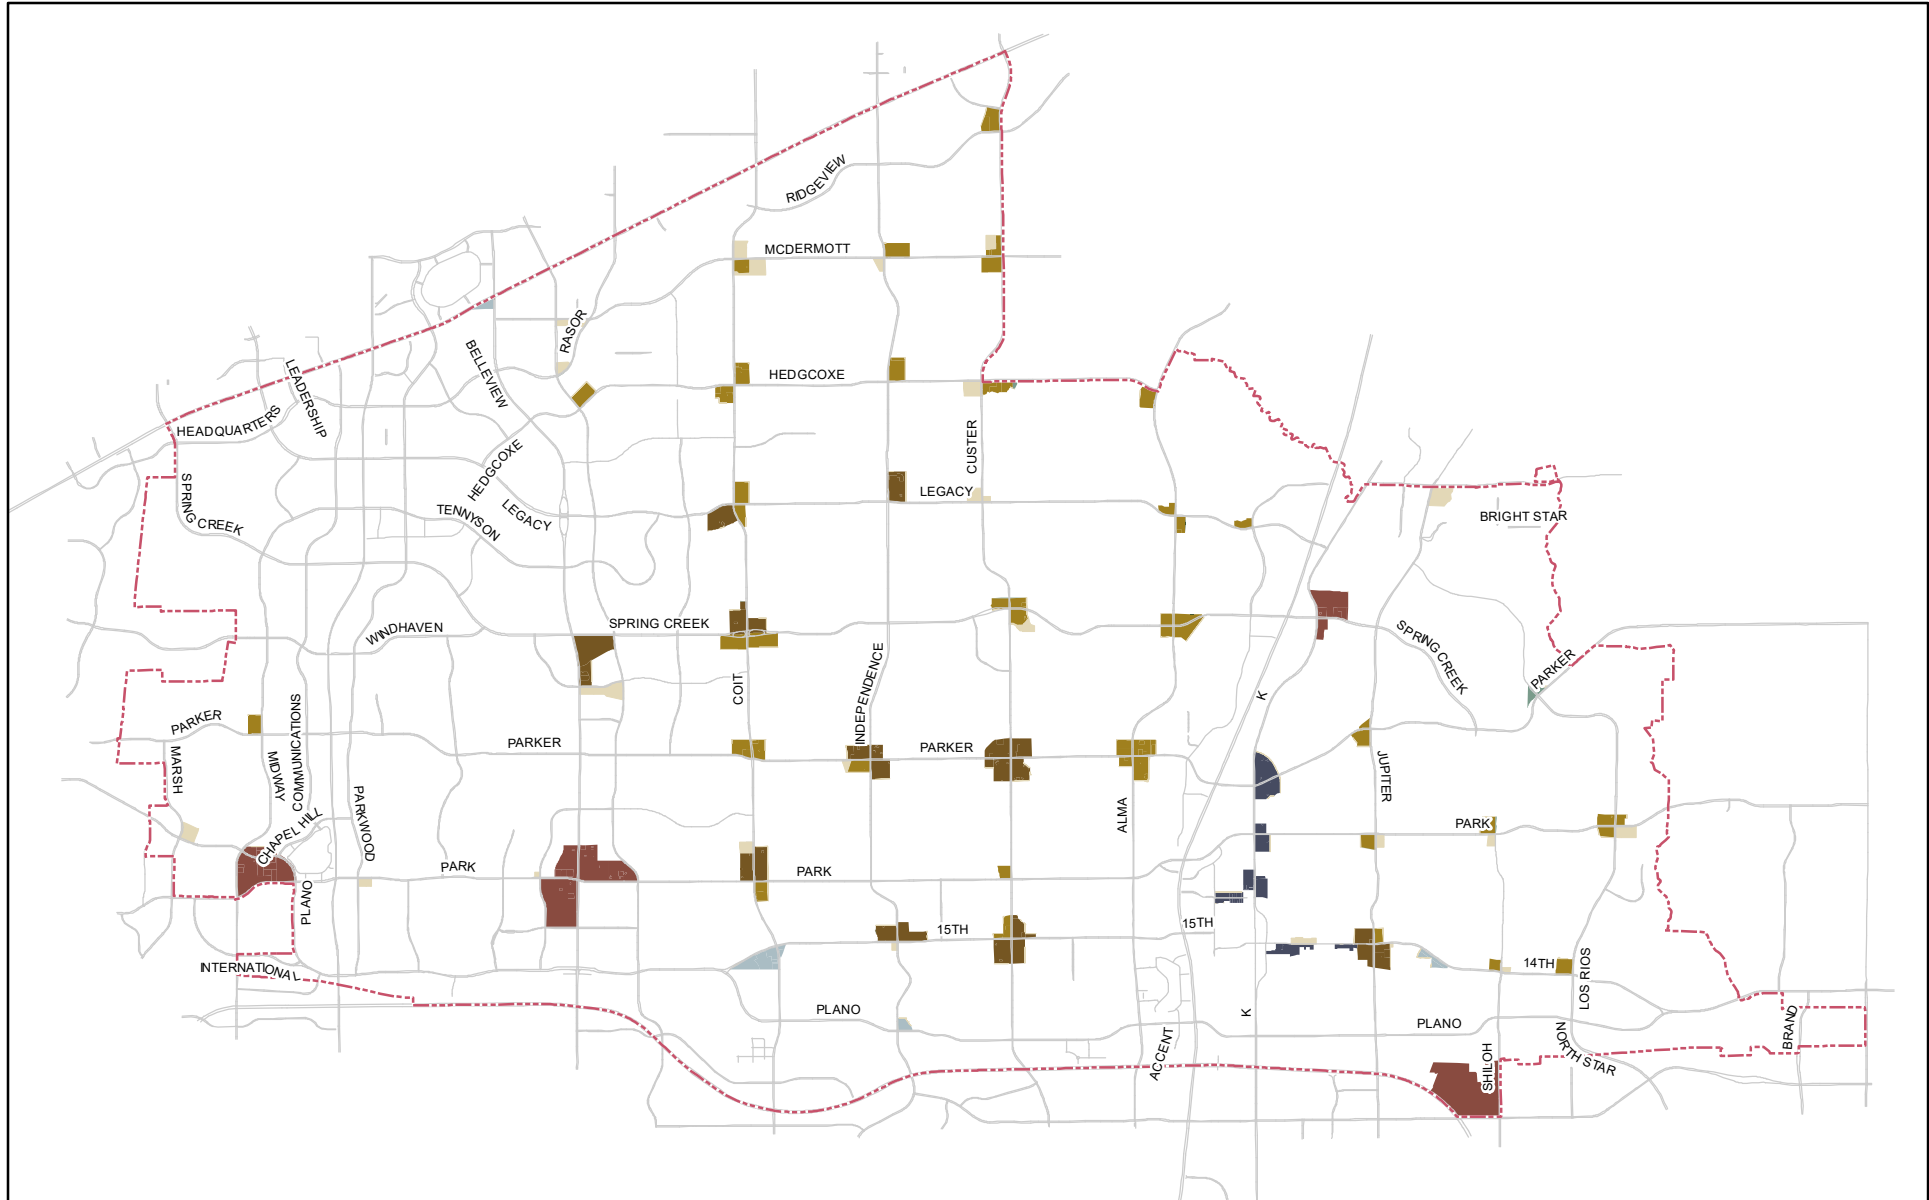 RIDGEVIEW
MCDERMOTT
RASOR
LEADERSHIP
BELLEVIEW
HEDGCOXE
HEADQUARTERS
CUSTER
HEDGCOXE
SPRING CREEK
LEGACY
LEGACY
TENNYSON
BRIGHT STAR
WINDHAVEN
SPRING CREEK
SPRING CREEK
PARKER
INDEPENDENCE
COIT
K
PARKER
COMMUNICATIONS
PARKER
PARKER
MARSH
MIDWAY
JUPITER
PARKWOOD
ALMA
CHAPEL HILL
PARK
PARK
PARK
PLANO
15TH
15TH
INTERNATIONAL
14TH
LOS RIOS
PLANO
K
PLANO
BRAND
ACCENT
NORTH STAR
SHILOH